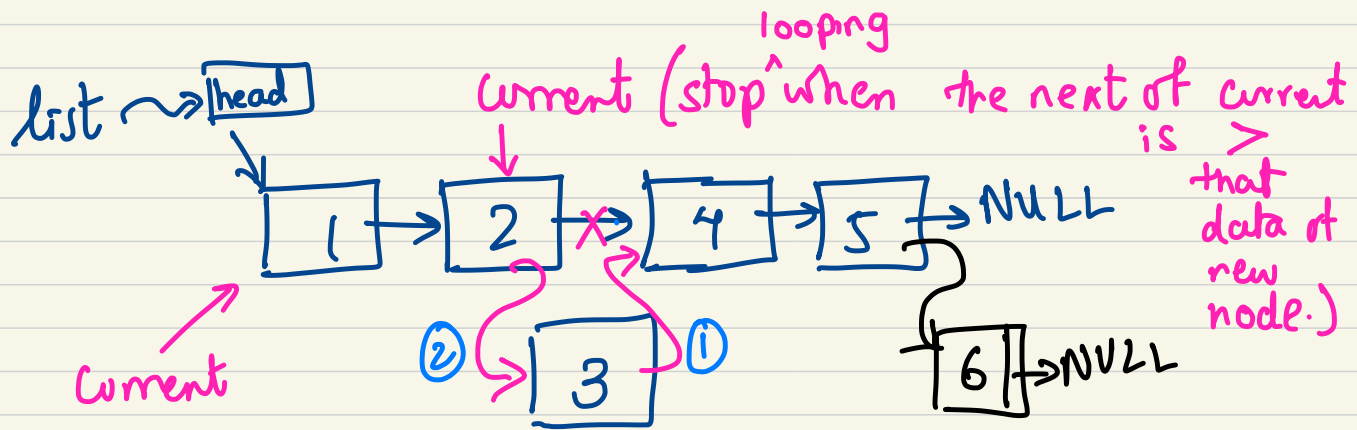 looping
list head current (stop ^ when the next of current
is >
that
data of
new
node.)
1 2 4 5 NULL
current
② 3 ①
6 NULL